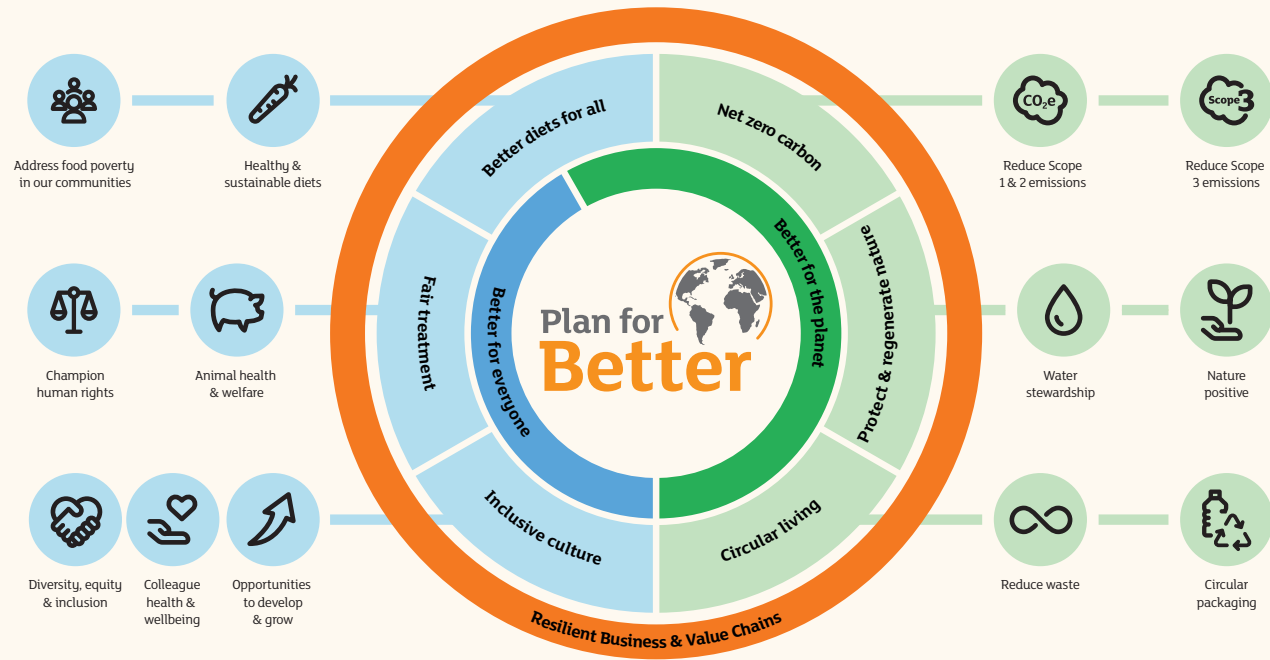 Address food poverty
in our communities
Healthy &
sustainable diets
Better diets for all
Net zero carbon
CO₂e
Reduce Scope
1 & 2 emissions
Scope 3
Reduce Scope
3 emissions
Champion
human rights
Animal health
& welfare
Fair treatment
Better for everyone
Plan for
Better
Better for the planet
Protect & regenerate nature
Water
stewardship
Nature
positive
Diversity, equity
& inclusion
Colleague
health &
wellbeing
Opportunities
to develop
& grow
Inclusive culture
Circular living
Reduce waste
Circular
packaging
Resilient Business & Value Chains